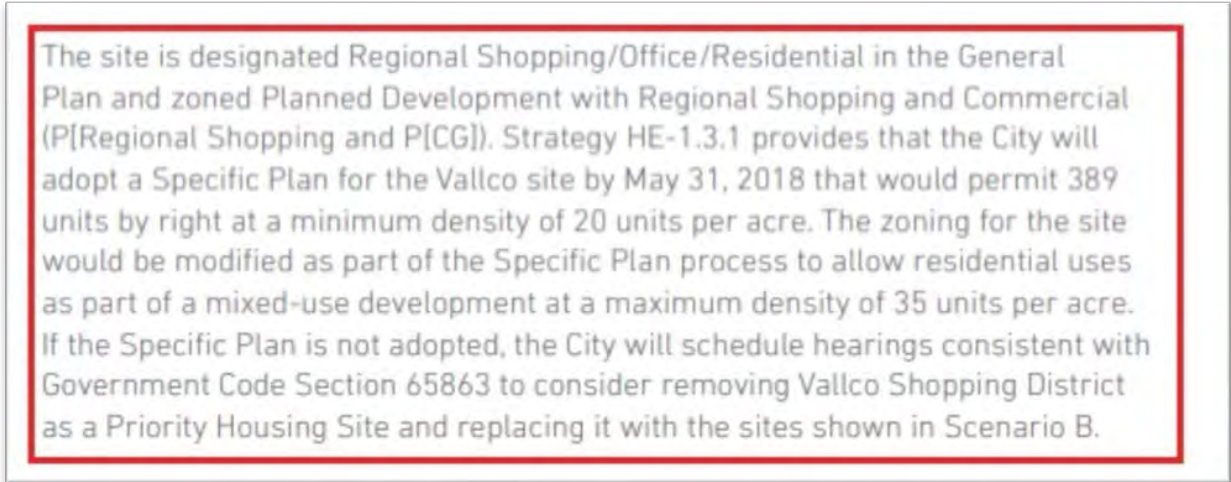 The site is designated Regional Shopping/Office/Residential in the General
Plan and zoned Planned Development with Regional Shopping and Commercial
(P[Regional Shopping and P[CG]). Strategy HE-1.3.1 provides that the City will
adopt a Specific Plan for the Vallco site by May 31, 2018 that would permit 389
units by right at a minimum density of 20 units per acre. The zoning for the site
would be modified as part of the Specific Plan process to allow residential uses
as part of a mixed-use development at a maximum density of 35 units per acre.
If the Specific Plan is not adopted, the City will schedule hearings consistent with
Government Code Section 65863 to consider removing Vallco Shopping District
as a Priority Housing Site and replacing it with the sites shown in Scenario B.